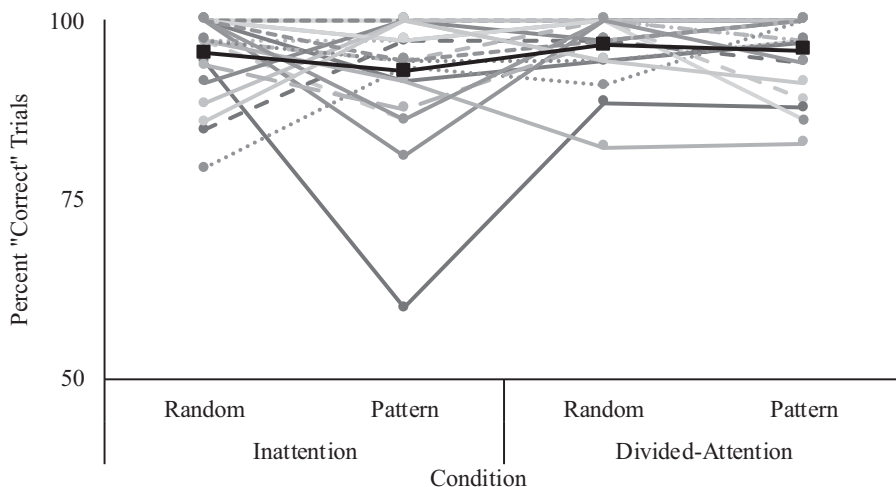 100
75
50
Percent "Correct" Trials
Random Pattern Random Pattern
Inattention Divided-Attention
Condition